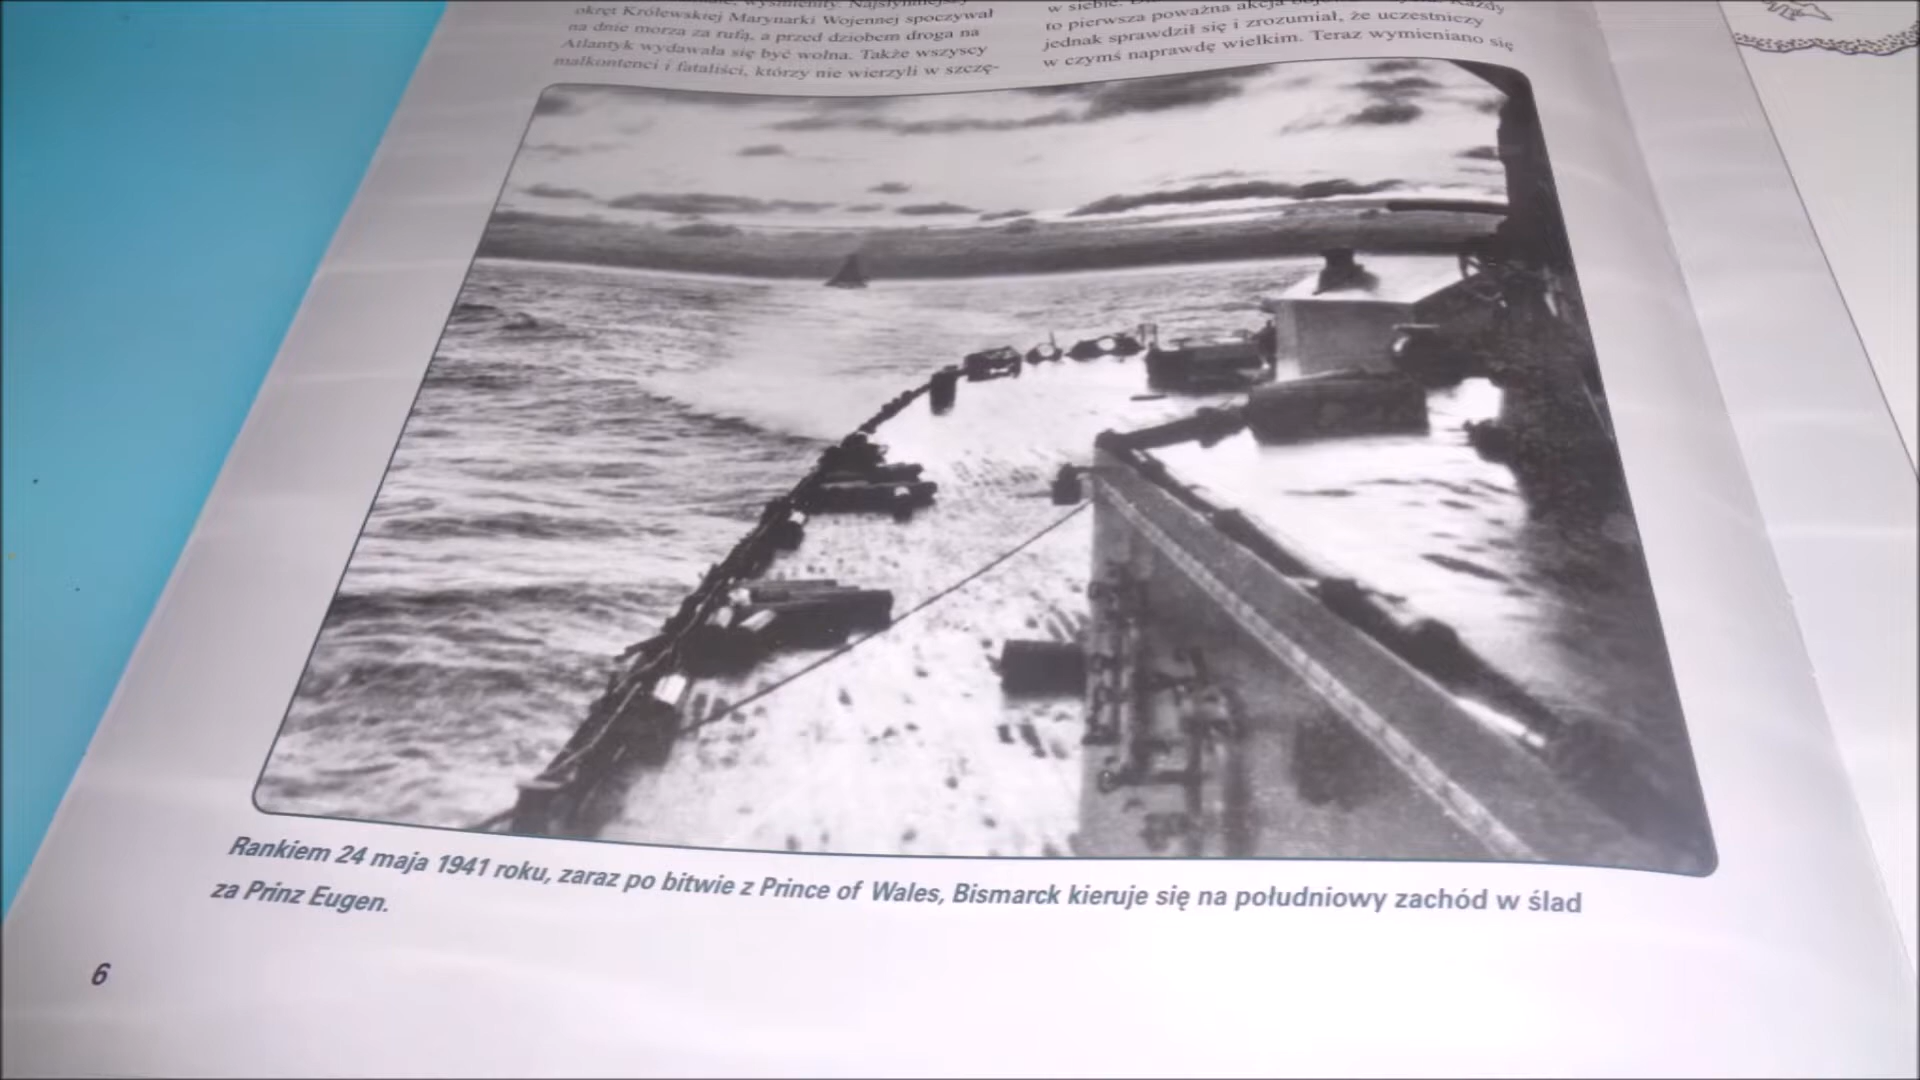 wyśmienity.
okręt Królewskiej Marynarki Wojennej spoczywał
na dnie morza za rufą, a przed dziobem droga na
Atlantyk wydawała się być wolna. Także wszyscy
malkontenci i fataliści, którzy nie wierzyli w szczę-
w siebie.
to pierwsza poważna akcja
jednak sprawdził się i zrozumiał, że uczestniczy
w czymś naprawdę wielkim. Teraz wymieniano się
Rankiem 24 maja 1941 roku, zaraz po bitwie z Prince of Wales, Bismarck kieruje się na południowy zachód w ślad
za Prinz Eugen.
6